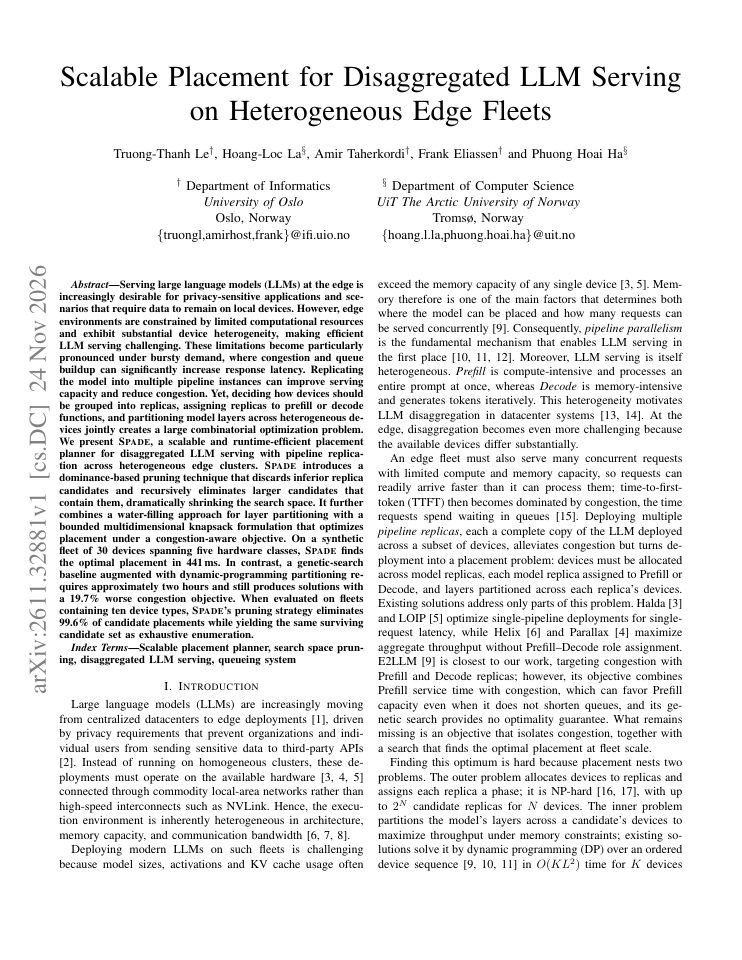 Scalable Placement for Disaggregated LLM Serving
on Heterogeneous Edge Fleets
Truong-Thanh Le†, Hoang-Loc La§, Amir Taherkordi†, Frank Eliassen† and Phuong Hoai Ha§
† Department of Informatics
University of Oslo
Oslo, Norway
{truongl,amirhost,frank}@ifi.uio.no
§ Department of Computer Science
UiT The Arctic University of Norway
Tromsø, Norway
{hoang.l.la,phuong.hoai.ha}@uit.no
arXiv:2611.32881v1 [cs.DC] 24 Nov 2026
Abstract—Serving large language models (LLMs) at the edge is
increasingly desirable for privacy-sensitive applications and sce-
narios that require data to remain on local devices. However, edge
environments are constrained by limited computational resources
and exhibit substantial device heterogeneity, making efficient
LLM serving challenging. These limitations become particularly
pronounced under bursty demand, where congestion and queue
buildup can significantly increase response latency. Replicating
the model into multiple pipeline instances can improve serving
capacity and reduce congestion. Yet, deciding how devices should
be grouped into replicas, assigning replicas to prefill or decode
functions, and partitioning model layers across heterogeneous de-
vices jointly creates a large combinatorial optimization problem.
We present SPADE, a scalable and runtime-efficient placement
planner for disaggregated LLM serving with pipeline replica-
tion across heterogeneous edge clusters. SPADE introduces a
dominance-based pruning technique that discards inferior replica
candidates and recursively eliminates larger candidates that
contain them, dramatically shrinking the search space. It further
combines a water-filling approach for layer partitioning with a
bounded multidimensional knapsack formulation that optimizes
placement under a congestion-aware objective. On a synthetic
fleet of 30 devices spanning five hardware classes, SPADE finds
the optimal placement in 441 ms. In contrast, a genetic-search
baseline augmented with dynamic-programming partitioning re-
quires approximately two hours and still produces solutions with
a 19.7% worse congestion objective. When evaluated on fleets
containing ten device types, SPADE's pruning strategy eliminates
99.6% of candidate placements while yielding the same surviving
candidate set as exhaustive enumeration.
Index Terms—Scalable placement planner, search space prun-
ing, disaggregated LLM serving, queueing system
I. INTRODUCTION
Large language models (LLMs) are increasingly moving
from centralized datacenters to edge deployments [1], driven
by privacy requirements that prevent organizations and indi-
vidual users from sending sensitive data to third-party APIs
[2]. Instead of running on homogeneous clusters, these de-
ployments must operate on the available hardware [3, 4, 5]
connected through commodity local-area networks rather than
high-speed interconnects such as NVLink. Hence, the execu-
tion environment is inherently heterogeneous in architecture,
memory capacity, and communication bandwidth [6, 7, 8].
Deploying modern LLMs on such fleets is challenging
because model sizes, activations and KV cache usage often
exceed the memory capacity of any single device [3, 5]. Mem-
ory therefore is one of the main factors that determines both
where the model can be placed and how many requests can
be served concurrently [9]. Consequently, pipeline parallelism
is the fundamental mechanism that enables LLM serving in
the first place [10, 11, 12]. Moreover, LLM serving is itself
heterogeneous. Prefill is compute-intensive and processes an
entire prompt at once, whereas Decode is memory-intensive
and generates tokens iteratively. This heterogeneity motivates
LLM disaggregation in datacenter systems [13, 14]. At the
edge, disaggregation becomes even more challenging because
the available devices differ substantially.
An edge fleet must also serve many concurrent requests
with limited compute and memory capacity, so requests can
readily arrive faster than it can process them; time-to-first-
token (TTFT) then becomes dominated by congestion, the time
requests spend waiting in queues [15]. Deploying multiple
pipeline replicas, each a complete copy of the LLM deployed
across a subset of devices, alleviates congestion but turns de-
ployment into a placement problem: devices must be allocated
across model replicas, each model replica assigned to Prefill or
Decode, and layers partitioned across each replica's devices.
Existing solutions address only parts of this problem. Halda [3]
and LOIP [5] optimize single-pipeline deployments for single-
request latency, while Helix [6] and Parallax [4] maximize
aggregate throughput without Prefill–Decode role assignment.
E2LLM [9] is closest to our work, targeting congestion with
Prefill and Decode replicas; however, its objective combines
Prefill service time with congestion, which can favor Prefill
capacity even when it does not shorten queues, and its ge-
netic search provides no optimality guarantee. What remains
missing is an objective that isolates congestion, together with
a search that finds the optimal placement at fleet scale.
Finding this optimum is hard because placement nests two
problems. The outer problem allocates devices to replicas and
assigns each replica a phase; it is NP-hard [16, 17], with up
to 2^N candidate replicas for N devices. The inner problem
partitions the model's layers across a candidate's devices to
maximize throughput under memory constraints; existing so-
lutions solve it by dynamic programming (DP) over an ordered
device sequence [9, 10, 11] in O(KL²) time for K devices